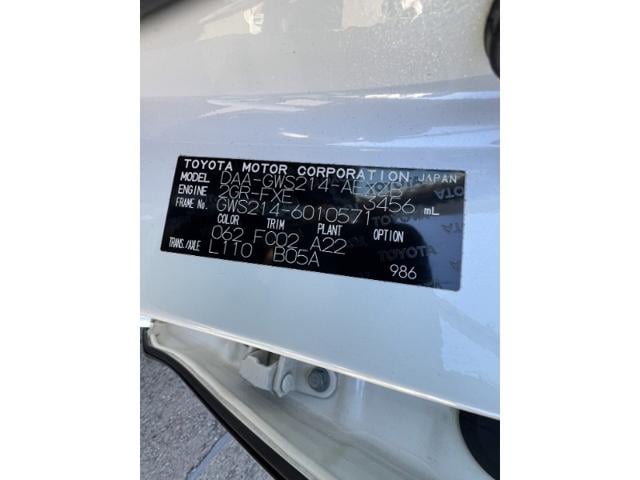 TOYOTA MOTOR CORPORATION JAPAN
MODEL DAA-GWS214-AEXZB
ENGINE 2GR-FXE 3456 mL
FRAME No. GWS214-6010571
COLOR TRIM PLANT OPTION
062 FC02 A22
TRANS./AXLE L110 B05A
986